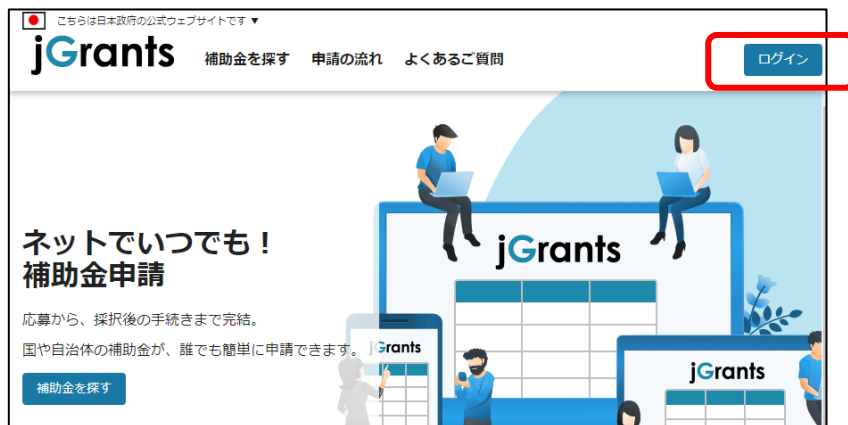 こちらは日本政府の公式ウェブサイトです ▼
jGrants 補助金を探す 申請の流れ よくあるご質問 ログイン
jGrants
ネットでいつでも！
補助金申請
応募から、採択後の手続きまで完結。
国や自治体の補助金が、誰でも簡単に申請できます。
jGrants
jGrants
補助金を探す